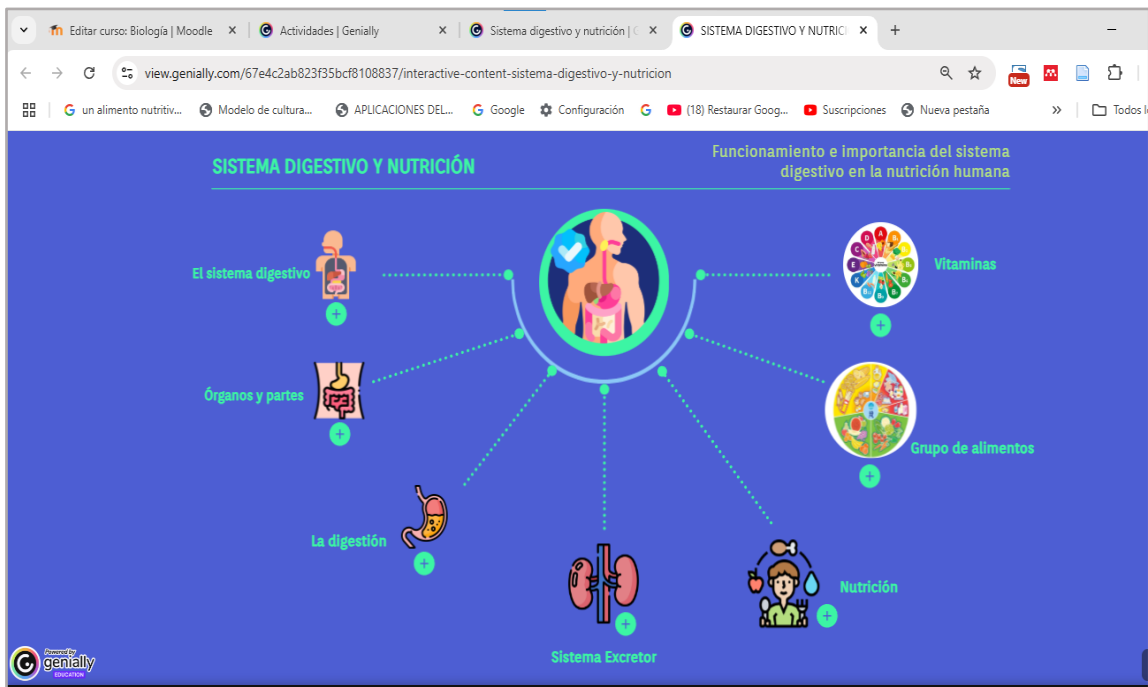 Editar curso: Biología | Moodle
Actividades | Genially
Sistema digestivo y nutrición |
SISTEMA DIGESTIVO Y NUTRIC
view.genially.com/67e4c2ab823f35bcf8108837/interactive-content-sistema-digestivo-y-nutricion
New
un alimento nutritiv...
Modelo de cultura...
APLICACIONES DEL...
Google
Configuración
(18) Restaurar Goog...
Suscripciones
Nueva pestaña
Todos l
SISTEMA DIGESTIVO Y NUTRICIÓN
Funcionamiento e importancia del sistema
digestivo en la nutrición humana
El sistema digestivo
Vitaminas
Órganos y partes
Grupo de alimentos
La digestión
Nutrición
Sistema Excretor
Powered by
genially
EDUCATION